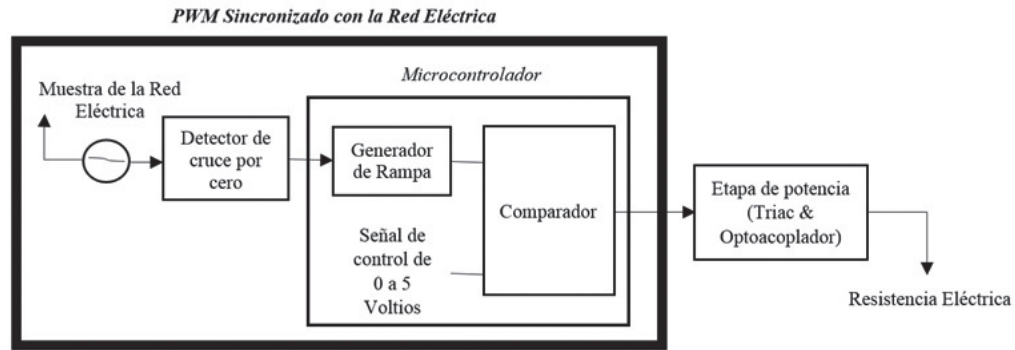 PWM Sincronizado con la Red Eléctrica
Microcontrolador
Muestra de la Red
Eléctrica
Detector de
cruce por
cero
Generador
de Rampa
Comparador
Señal de
control de
0 a 5
Voltios
Etapa de potencia
(Triac &
Optoacoplador)
Resistencia Eléctrica